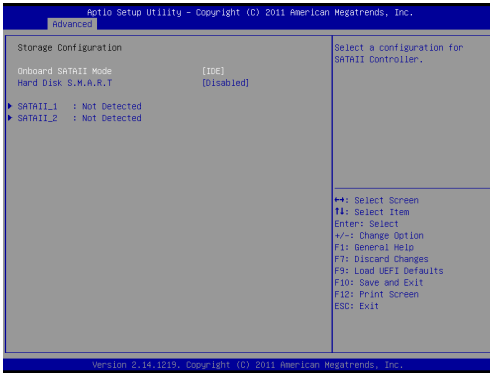 Aptio Setup Utility – Copyright (C) 2011 American Megatrends, Inc.
Advanced
Storage Configuration
Onboard SATAII Mode [IDE]
Hard Disk S.M.A.R.T [Disabled]
SATAII_1 : Not Detected
SATAII_2 : Not Detected
Select a configuration for
SATAII Controller.
↔: Select Screen
↑↓: Select Item
Enter: Select
+/-: Change Option
F1: General Help
F7: Discard Changes
F9: Load UEFI Defaults
F10: Save and Exit
F12: Print Screen
ESC: Exit
Version 2.14.1219. Copyright (C) 2011 American Megatrends, Inc.